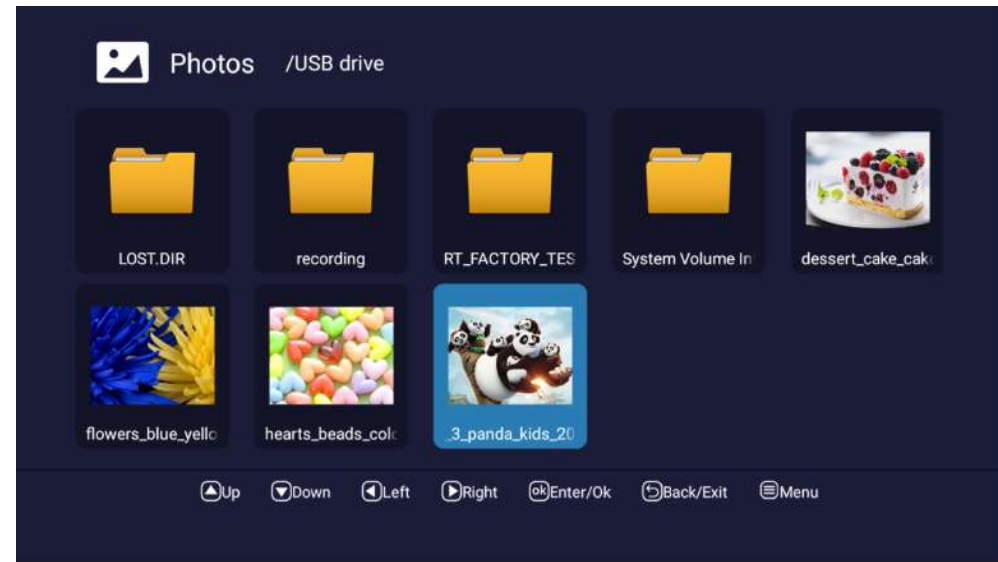 Photos /USB drive
LOST.DIR recording RT_FACTORY_TES System Volume In dessert_cake_cak
flowers_blue_yello hearts_beads_colo _3_panda_kids_20
Up Down Left Right ok Enter/Ok Back/Exit Menu